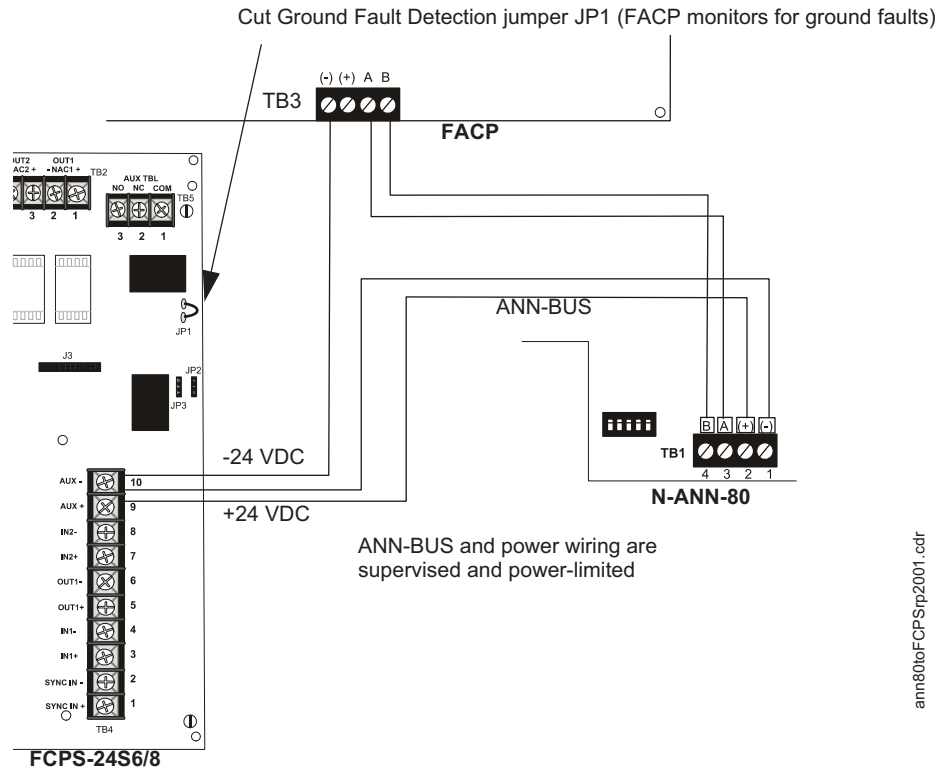 Cut Ground Fault Detection jumper JP1 (FACP monitors for ground faults)
(-) (+) A B
TB3
FACP
OUT2 OUT1
AC2 + - NAC1 + TB2
3 2 1
AUX TBL
NO NC COM
TB5
3 2 1
JP1
ANN-BUS
J3
JP2
JP3
B A (+) (-)
TB1
4 3 2 1
N-ANN-80
-24 VDC
AUX - 10
AUX + 9
+24 VDC
IN2- 8
IN2+ 7
OUT1- 6
OUT1+ 5
IN1- 4
IN1+ 3
SYNC IN - 2
SYNC IN + 1
TB4
FCPS-24S6/8
ANN-BUS and power wiring are
supervised and power-limited
ann80toFCPSrp2001.cdr